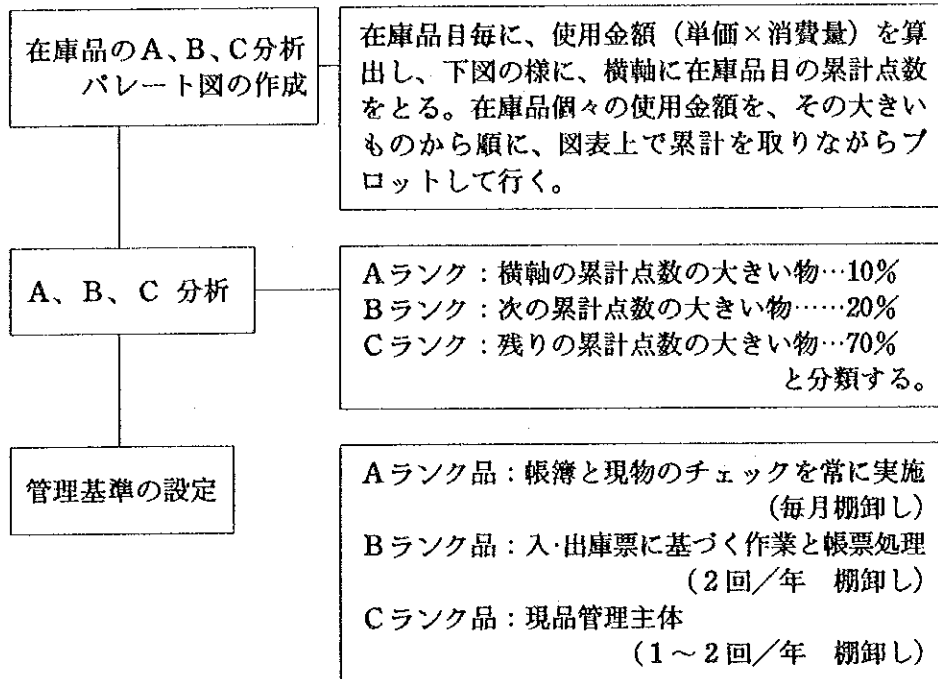 在庫品のA、B、C分析
パレート図の作成
在庫品目毎に、使用金額（単価×消費量）を算
出し、下図の様に、横軸に在庫品目の累計点数
をとる。在庫品個々の使用金額を、その大きい
ものから順に、図表上で累計を取りながらプ
ロットして行く。
A、B、C 分析
Aランク：横軸の累計点数の大きい物…10％
Bランク：次の累計点数の大きい物……20％
Cランク：残りの累計点数の大きい物…70％
と分類する。
管理基準の設定
Aランク品：帳簿と現物のチェックを常に実施
（毎月棚卸し）
Bランク品：入･出庫票に基づく作業と帳票処理
（2回／年　棚卸し）
Cランク品：現品管理主体
（1～2回／年　棚卸し）